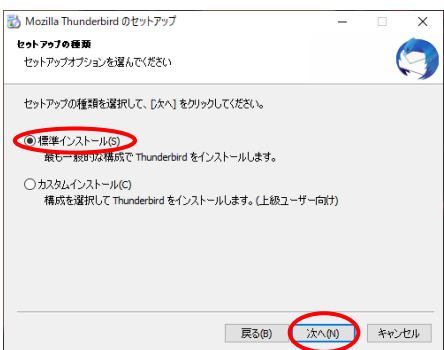 Mozilla Thunderbird のセットアップ
セットアップの種類
セットアップオプションを選んでください
セットアップの種類を選択して、[次へ] をクリックしてください。
標準インストール(S)
最も一般的な構成で Thunderbird をインストールします。
カスタムインストール(C)
構成を選択して Thunderbird をインストールします。(上級ユーザー向け)
戻る(B) 次へ(N) キャンセル